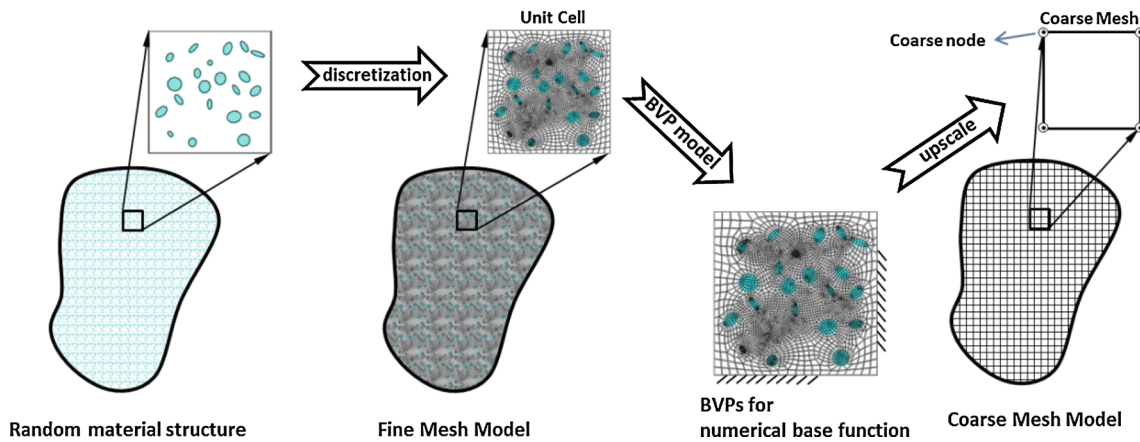 Unit Cell
Coarse Mesh
Coarse node
discretization
BVP model
upscale
Random material structure
Fine Mesh Model
BVPs for
numerical base function
Coarse Mesh Model